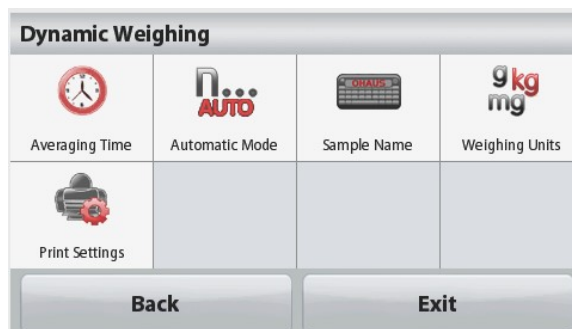 Dynamic Weighing
n...
AUTO
OHAUS
g kg
mg
Averaging Time
Automatic Mode
Sample Name
Weighing Units
Print Settings
Back
Exit